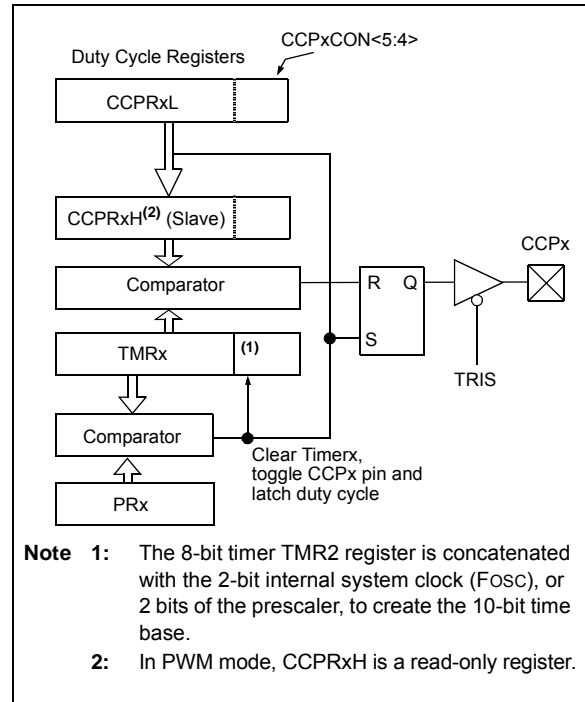 CCPxCON<5:4>
Duty Cycle Registers
CCPRxL
CCPRxH(2) (Slave)
CCPx
Comparator
R Q
TMRx
(1)
S
TRIS
Comparator
Clear Timerx,
toggle CCPx pin and
latch duty cycle
PRx
Note 1: The 8-bit timer TMR2 register is concatenated
with the 2-bit internal system clock (FOSC), or
2 bits of the prescaler, to create the 10-bit time
base.
2: In PWM mode, CCPRxH is a read-only register.